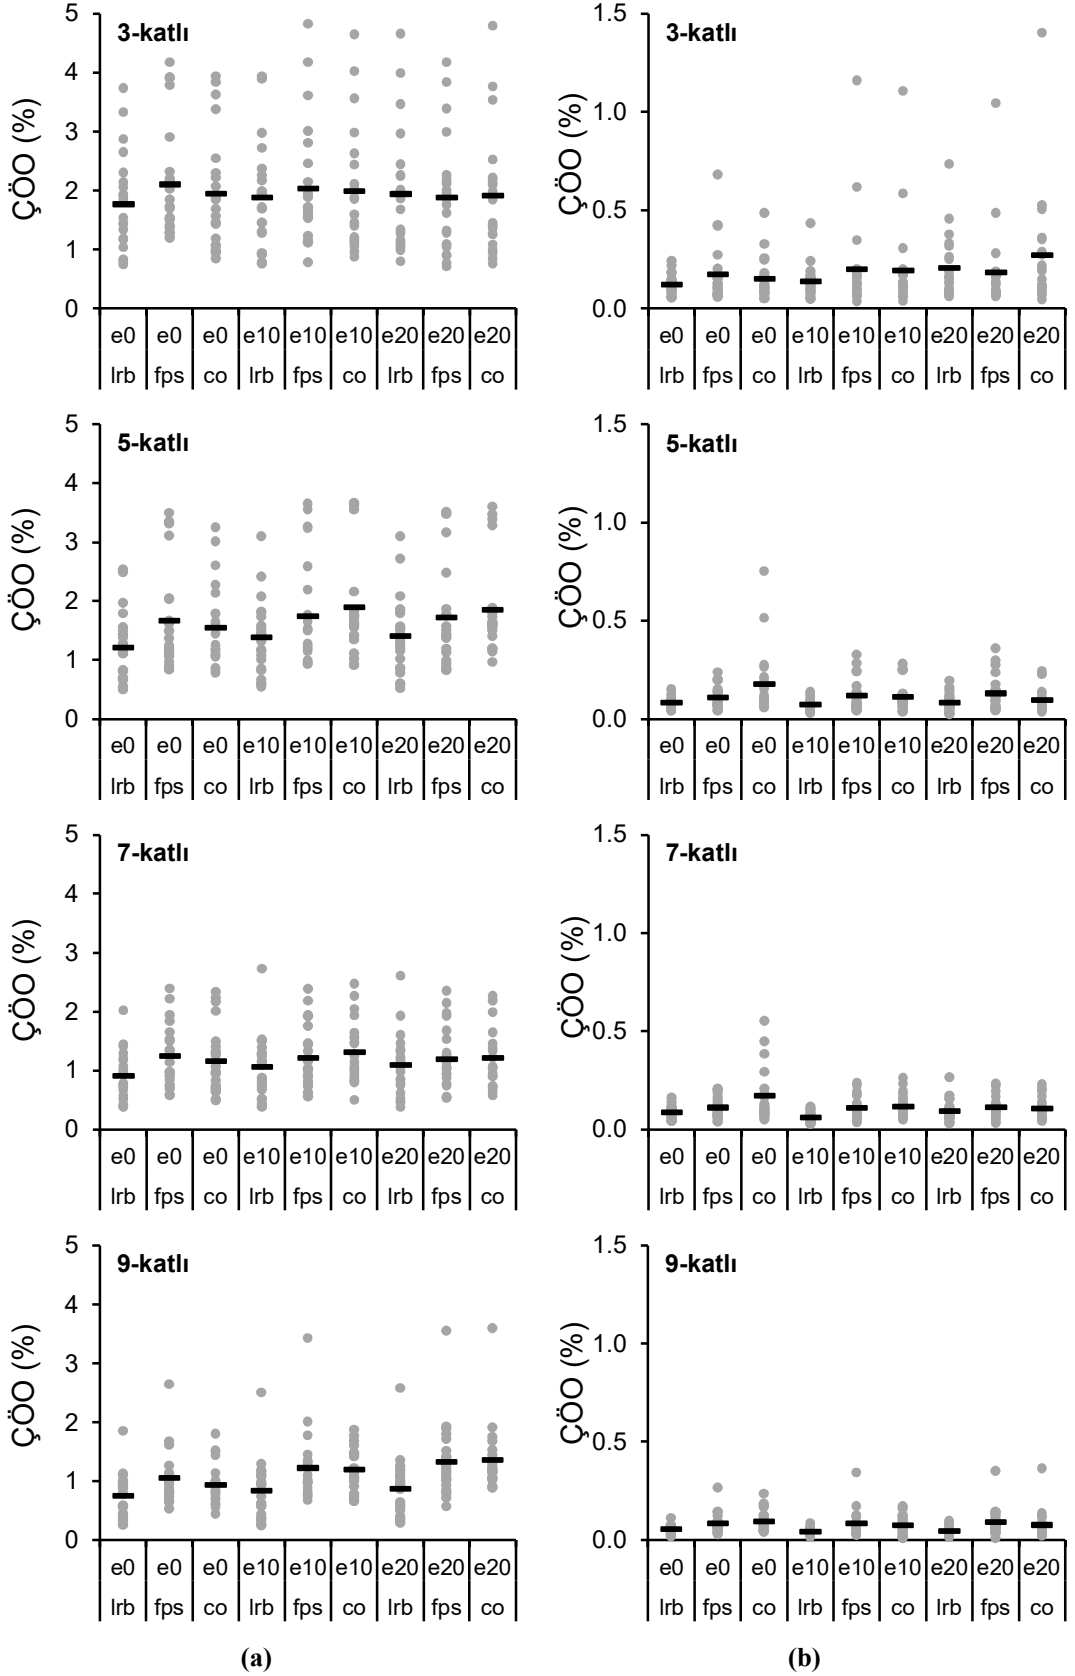 5
4
3
2
1
0
ÇÖO (%)
3-katlı
e0 e0 e0 e10 e10 e10 e20 e20 e20
lrb fps co lrb fps co lrb fps co
1.5
1.0
0.5
0.0
ÇÖO (%)
3-katlı
e0 e0 e0 e10 e10 e10 e20 e20 e20
lrb fps co lrb fps co lrb fps co
5
4
3
2
1
0
ÇÖO (%)
5-katlı
e0 e0 e0 e10 e10 e10 e20 e20 e20
lrb fps co lrb fps co lrb fps co
1.5
1.0
0.5
0.0
ÇÖO (%)
5-katlı
e0 e0 e0 e10 e10 e10 e20 e20 e20
lrb fps co lrb fps co lrb fps co
5
4
3
2
1
0
ÇÖO (%)
7-katlı
e0 e0 e0 e10 e10 e10 e20 e20 e20
lrb fps co lrb fps co lrb fps co
1.5
1.0
0.5
0.0
ÇÖO (%)
7-katlı
e0 e0 e0 e10 e10 e10 e20 e20 e20
lrb fps co lrb fps co lrb fps co
5
4
3
2
1
0
ÇÖO (%)
9-katlı
e0 e0 e0 e10 e10 e10 e20 e20 e20
lrb fps co lrb fps co lrb fps co
1.5
1.0
0.5
0.0
ÇÖO (%)
9-katlı
e0 e0 e0 e10 e10 e10 e20 e20 e20
lrb fps co lrb fps co lrb fps co
(a)
(b)